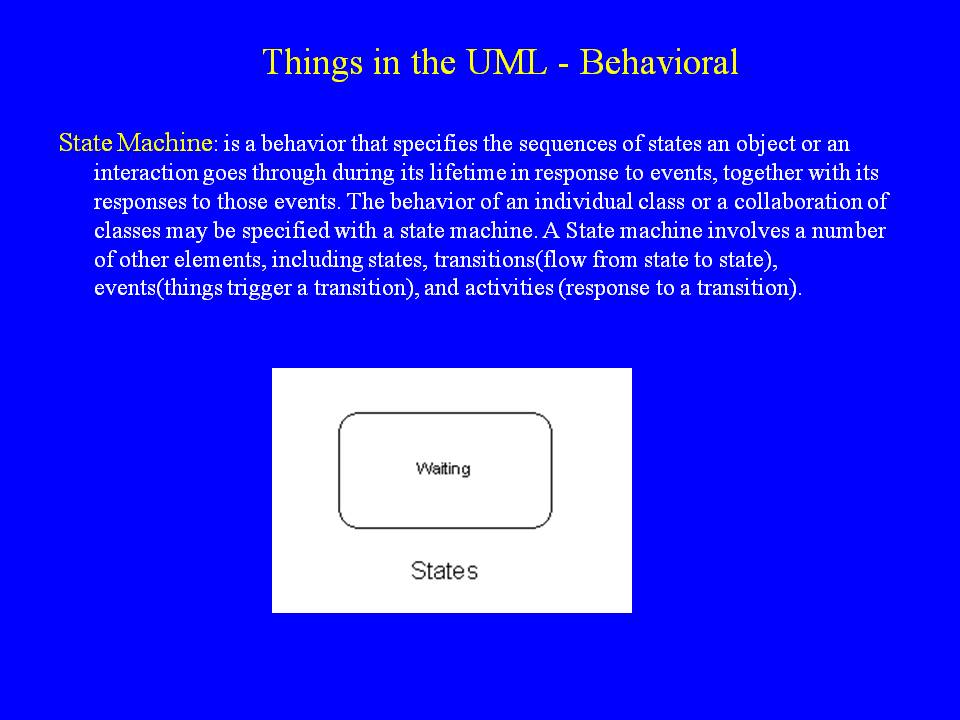 Things in the UML - Behavioral
State Machine: is a behavior that specifies the sequences of states an object or an
interaction goes through during its lifetime in response to events, together with its
responses to those events. The behavior of an individual class or a collaboration of
classes may be specified with a state machine. A State machine involves a number
of other elements, including states, transitions(flow from state to state),
events(things trigger a transition), and activities (response to a transition).
Waiting
States